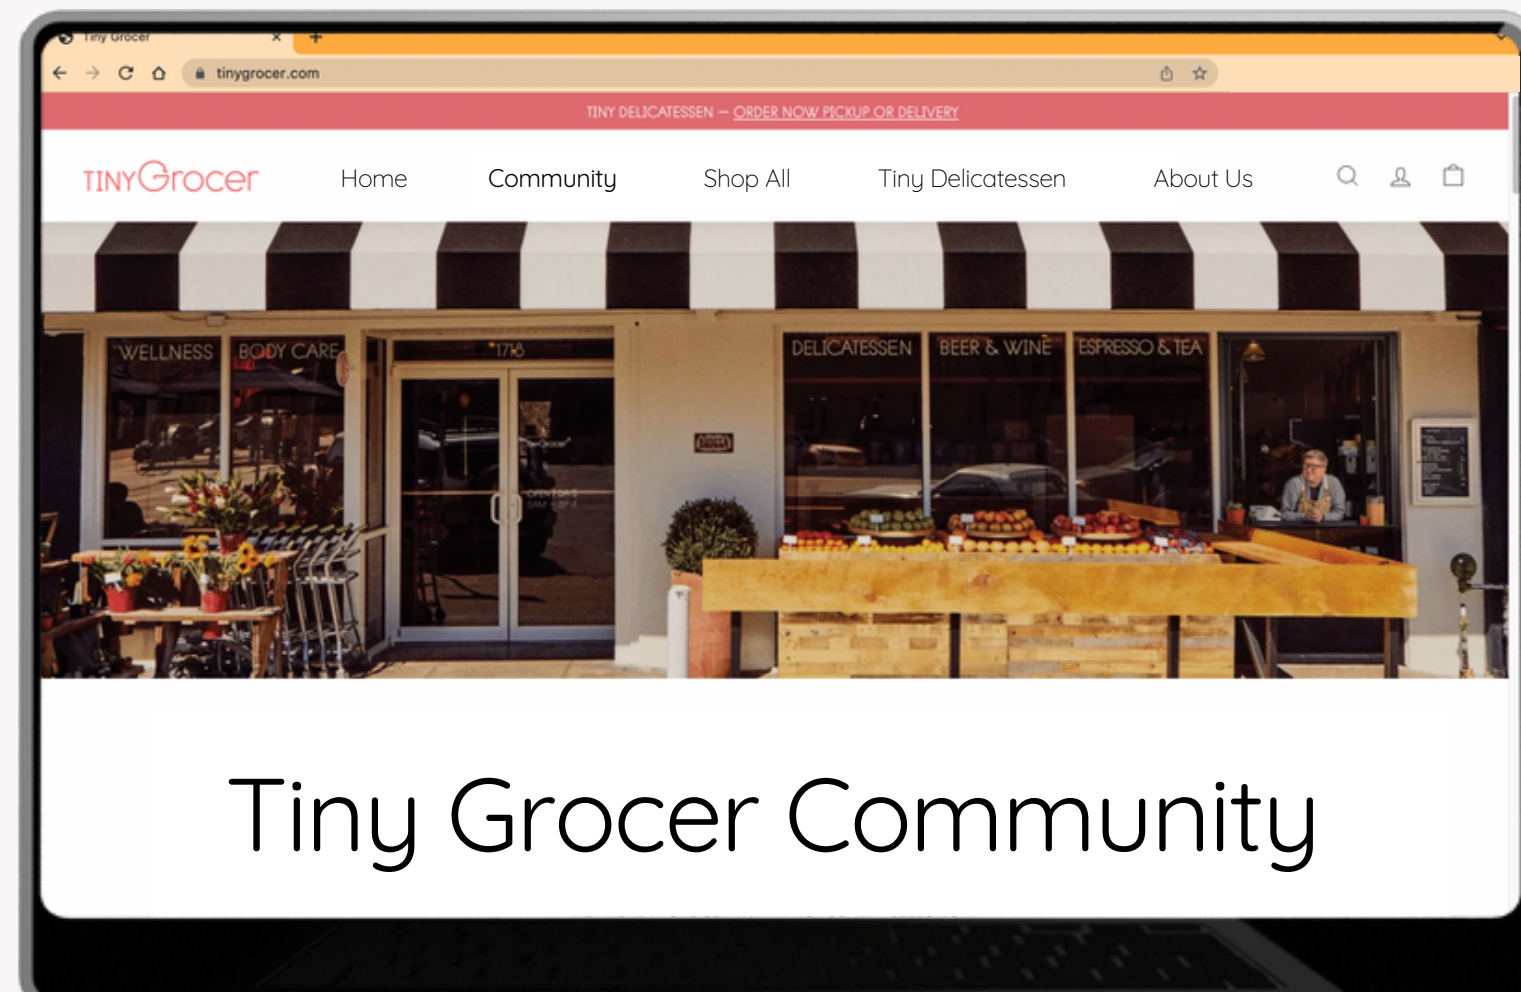 Tiny Grocer
tinygrocer.com
TINY DELICATESSEN — ORDER NOW PICKUP OR DELIVERY
TINYGrocer
Home Community Shop All Tiny Delicatessen About Us
WELLNESS BODY CARE 1718 DELICATESSEN BEER & WINE ESPRESSO & TEA
Tiny Grocer Community